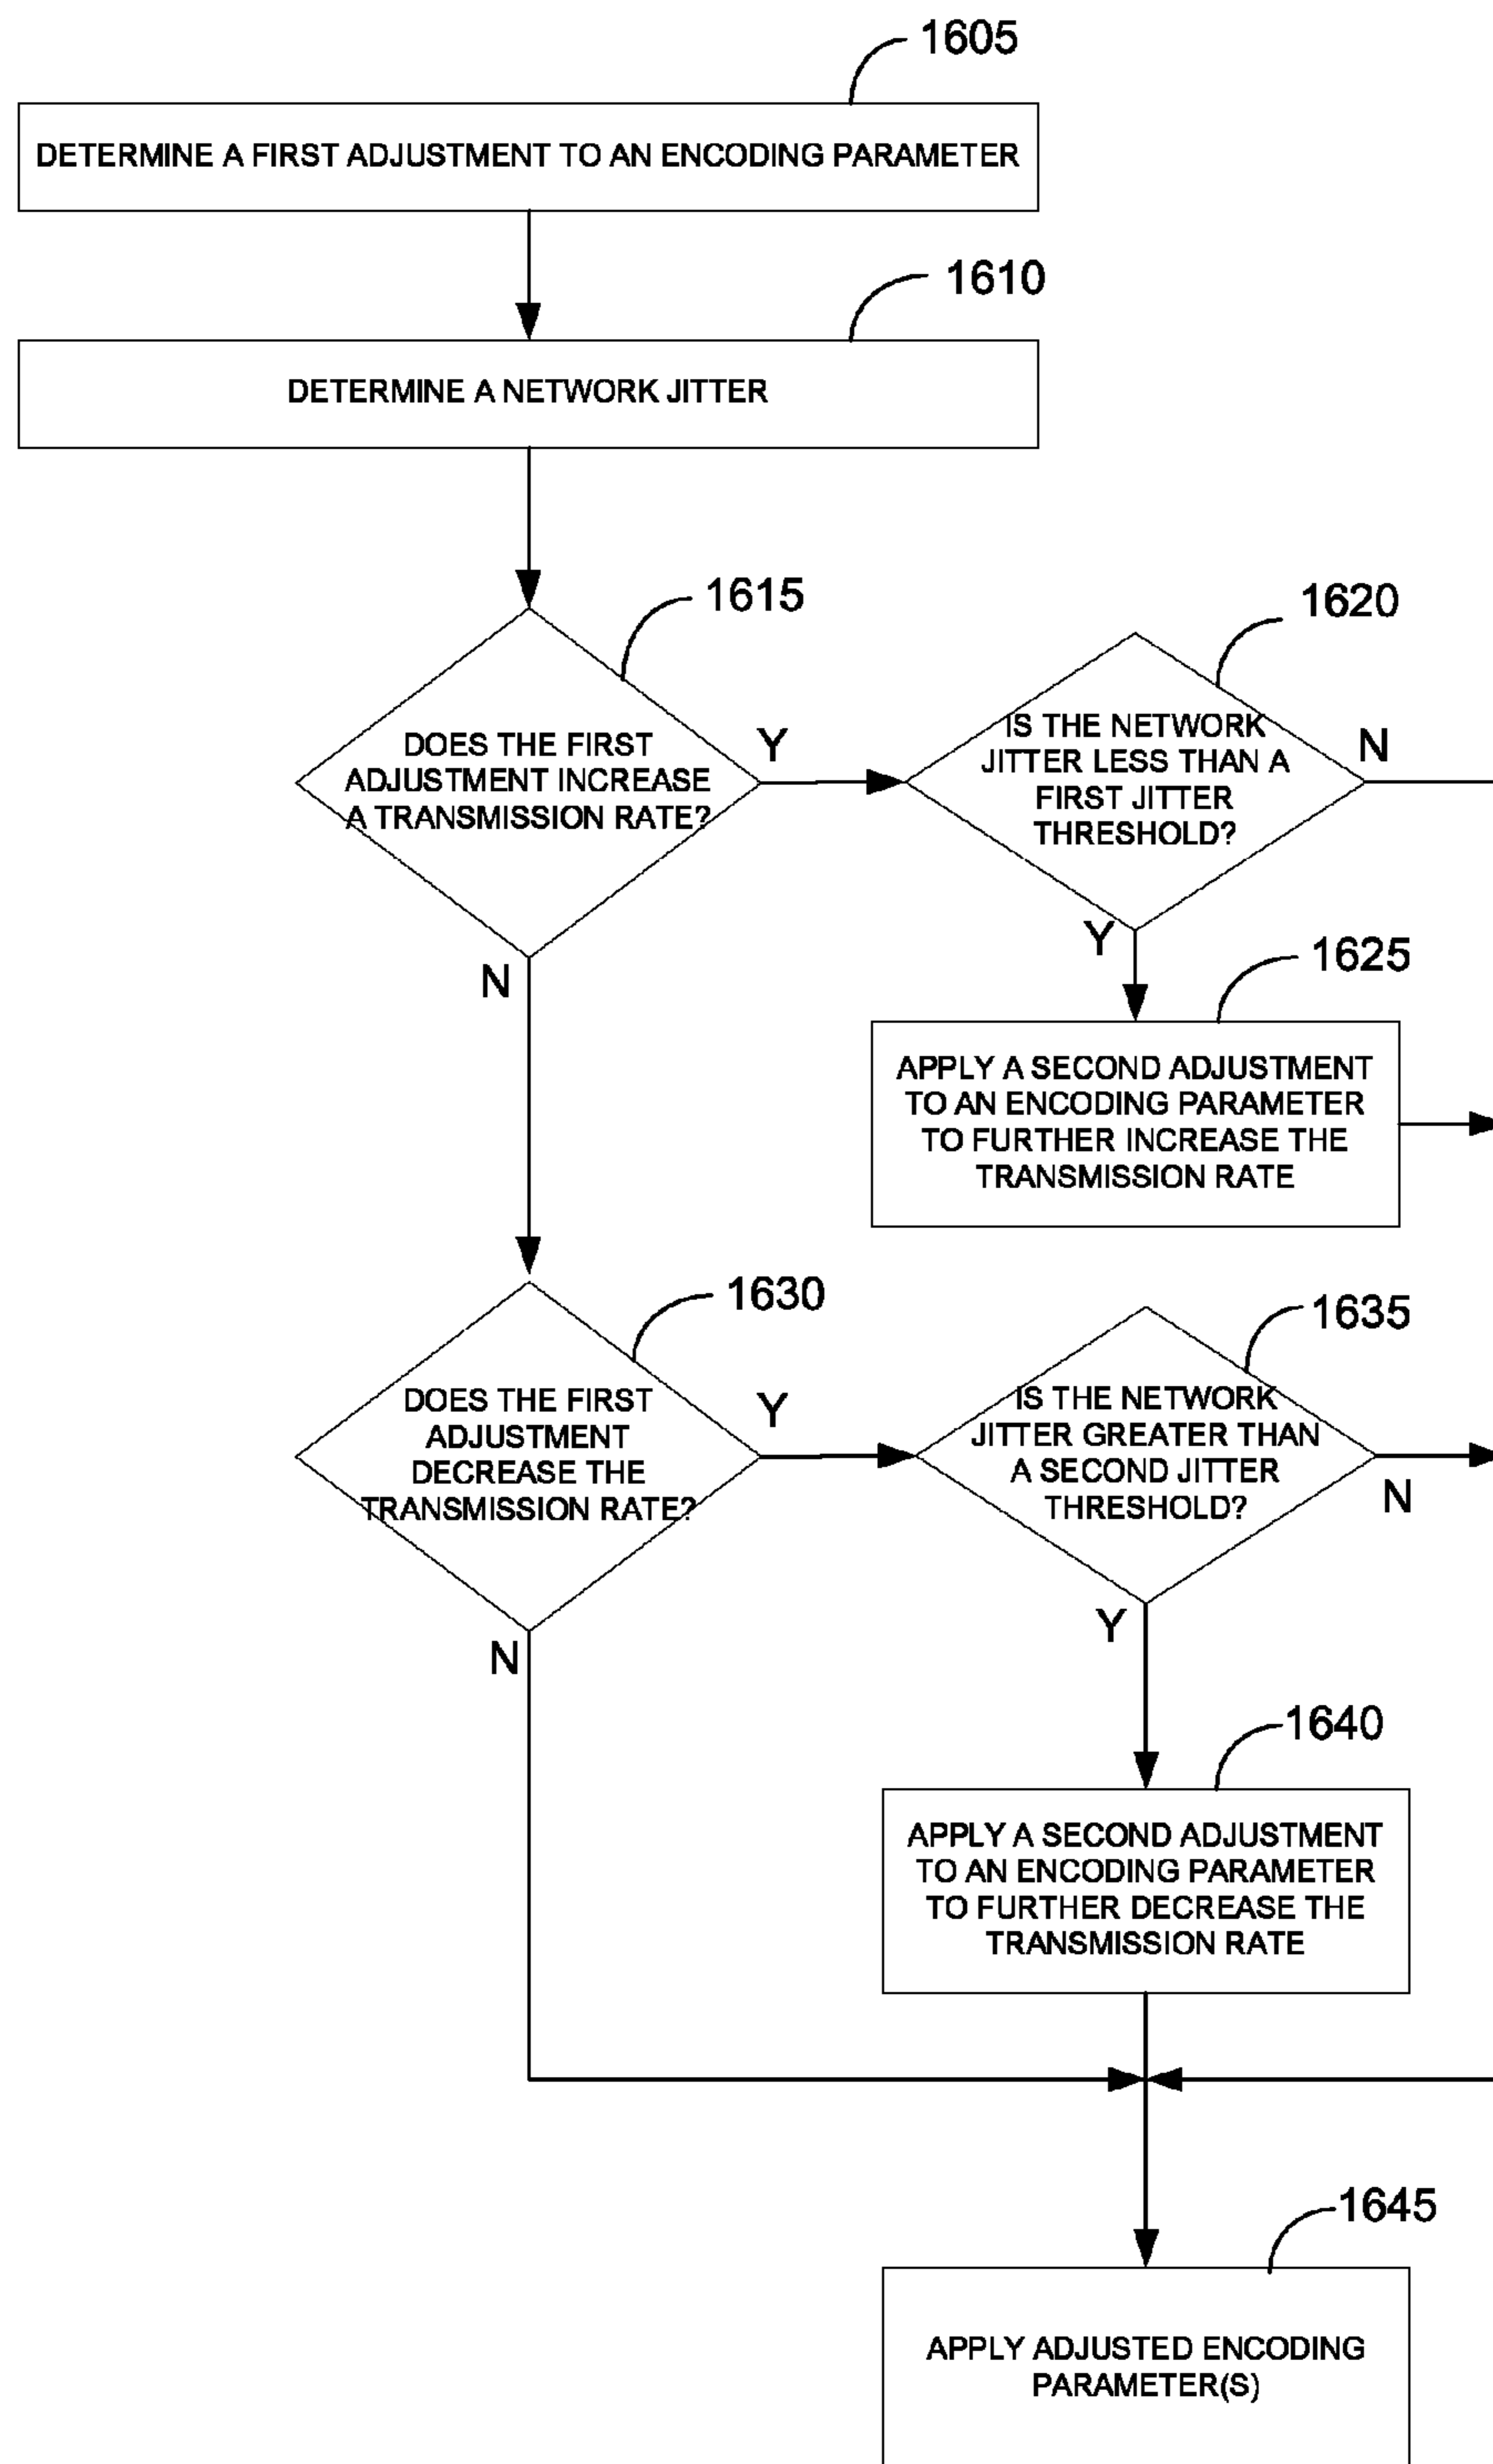 1605
DETERMINE A FIRST ADJUSTMENT TO AN ENCODING PARAMETER
1610
DETERMINE A NETWORK JITTER
1615
DOES THE FIRST
ADJUSTMENT INCREASE
A TRANSMISSION RATE?
Y
N
1620
IS THE NETWORK
JITTER LESS THAN A
FIRST JITTER
THRESHOLD?
N
Y
1625
APPLY A SECOND ADJUSTMENT
TO AN ENCODING PARAMETER
TO FURTHER INCREASE THE
TRANSMISSION RATE
1630
DOES THE FIRST
ADJUSTMENT
DECREASE THE
TRANSMISSION RATE?
Y
N
1635
IS THE NETWORK
JITTER GREATER THAN
A SECOND JITTER
THRESHOLD?
N
Y
1640
APPLY A SECOND ADJUSTMENT
TO AN ENCODING PARAMETER
TO FURTHER DECREASE THE
TRANSMISSION RATE
1645
APPLY ADJUSTED ENCODING
PARAMETER(S)